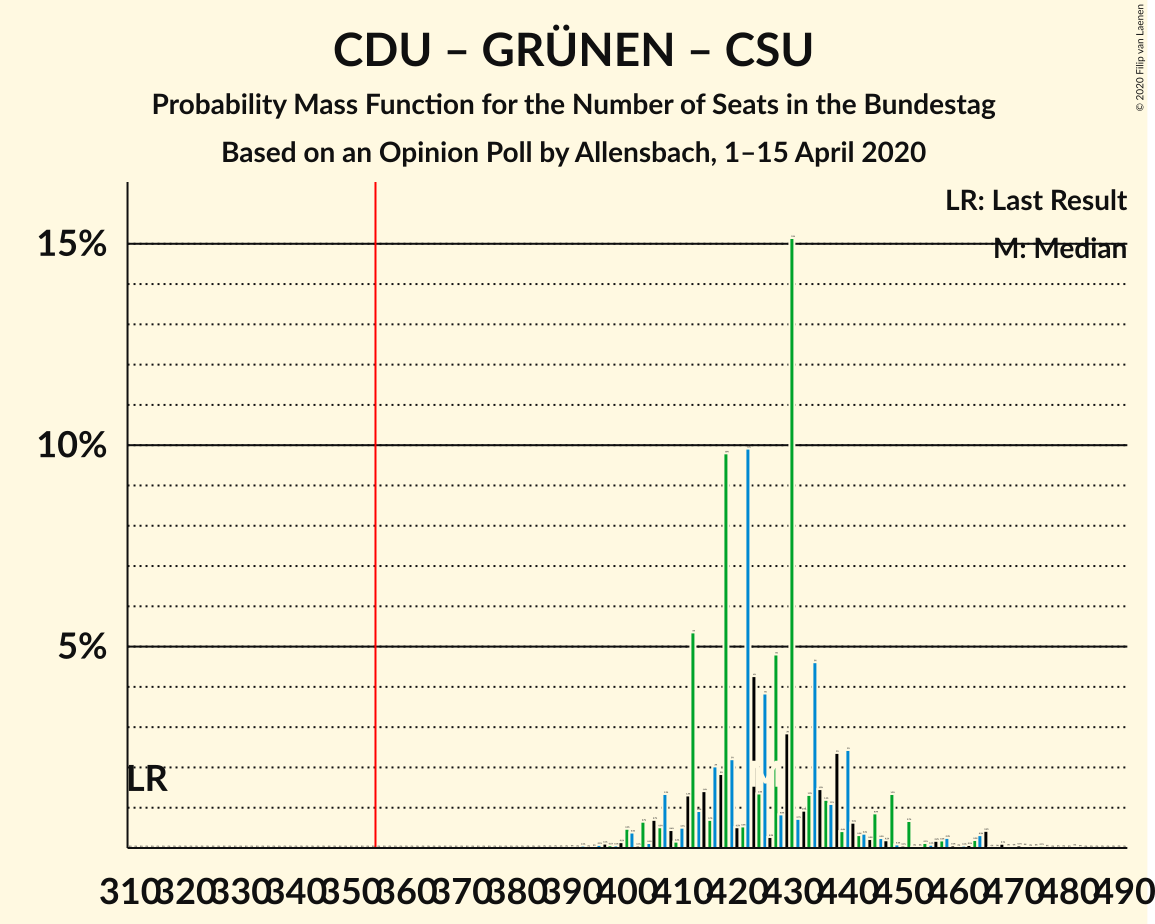 CDU – GRÜNEN – CSU
Probability Mass Function for the Number of Seats in the Bundestag
Based on an Opinion Poll by Allensbach, 1–15 April 2020
© 2020 Filip van Laenen
LR: Last Result
M: Median
15%
10%
5%
LR
310 320 330 340 350 360 370 380 390 400 410 420 430 440 450 460 470 480 490